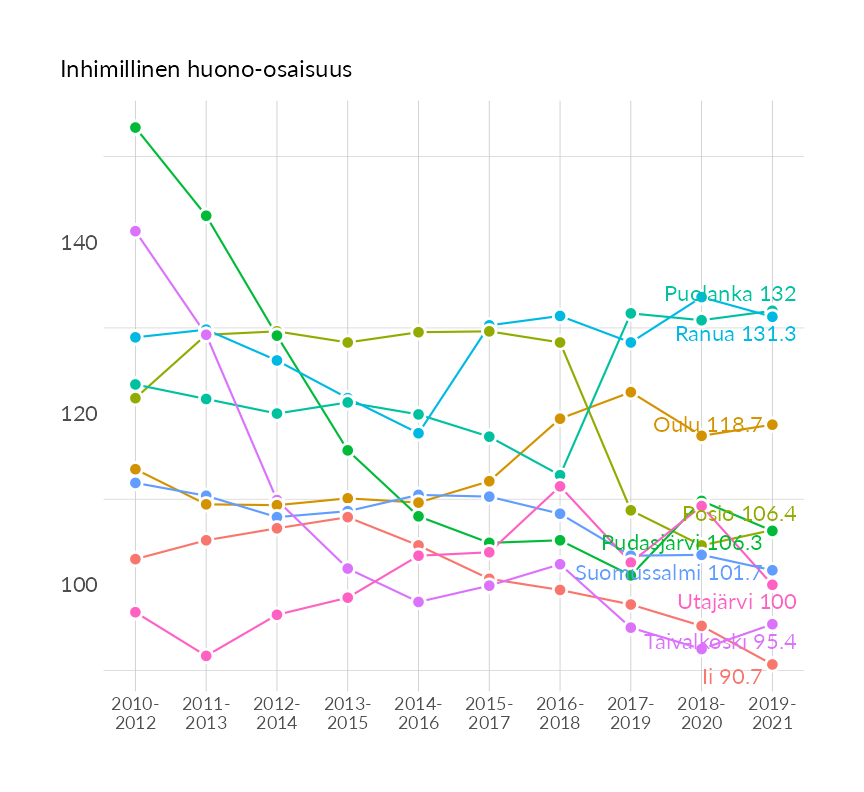 Inhimillinen huono-osaisuus
140
120
100
Puolanka 132
Ranua 131.3
Oulu 118.7
Posio 106.4
Pudasjärvi 106.3
Suomussalmi 101.7
Utajärvi 100
Taivalkoski 95.4
Ii 90.7
2010- 2011- 2012- 2013- 2014- 2015- 2016- 2017- 2018- 2019-
2012 2013 2014 2015 2016 2017 2018 2019 2020 2021